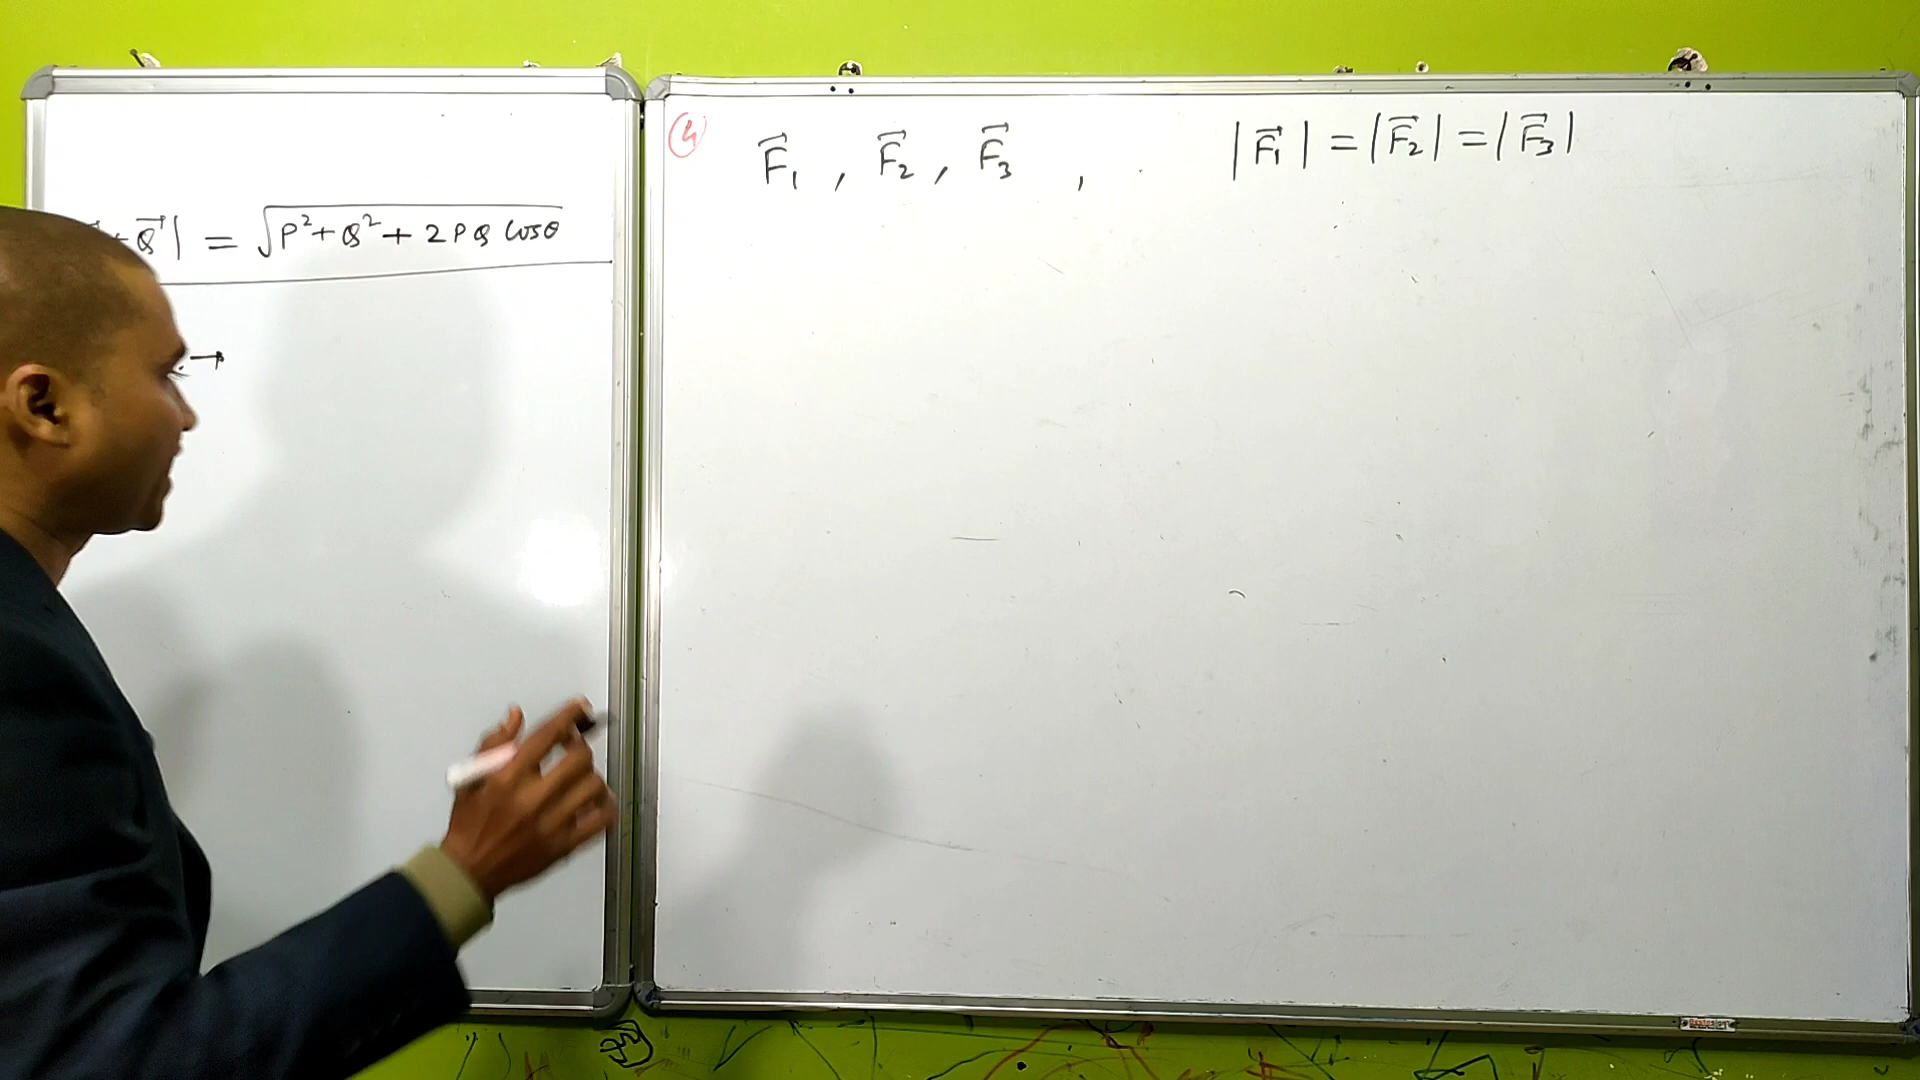 + Q⃗| = √(P² + Q² + 2PQ Cosθ)
④ F⃗₁ , F⃗₂ , F⃗₃ , |F⃗₁| = |F⃗₂| = |F⃗₃|